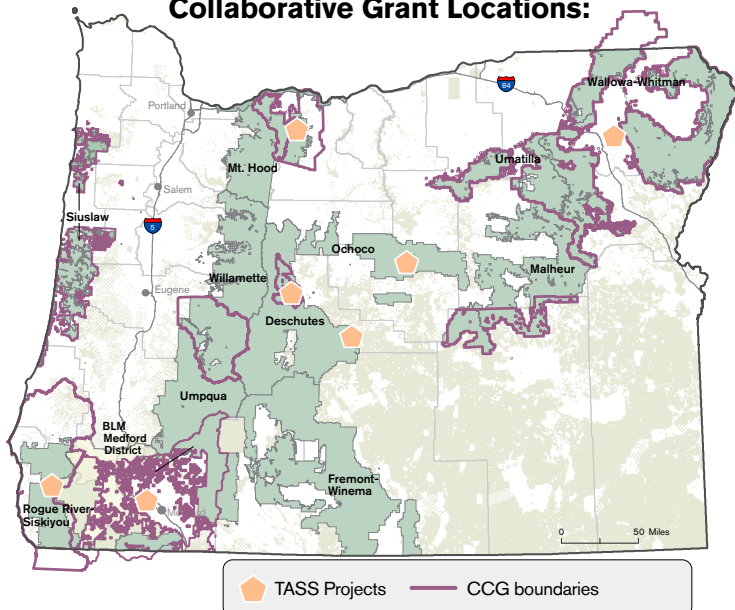 Collaborative Grant Locations:
84
Wallowa-Whitman
Portland
Umatilla
Mt. Hood
Salem
Siuslaw
5
Ochoco
Malheur
Willamette
Eugene
Deschutes
Umpqua
BLM
Medford
District
Fremont-
Winema
Rogue River-
Siskiyou
0 50 Miles
TASS Projects
CCG boundaries